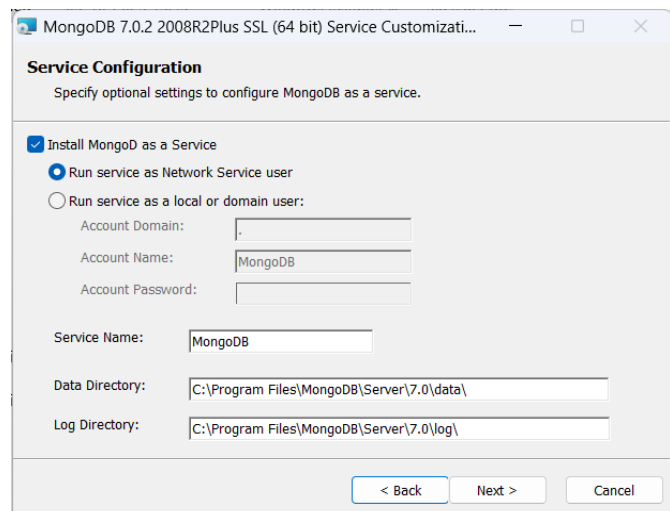 MongoDB 7.0.2 2008R2Plus SSL (64 bit) Service Customizati...
Service Configuration
Specify optional settings to configure MongoDB as a service.
Install MongoD as a Service
Run service as Network Service user
Run service as a local or domain user:
Account Domain: .
Account Name: MongoDB
Account Password:
Service Name: MongoDB
Data Directory: C:\Program Files\MongoDB\Server\7.0\data\
Log Directory: C:\Program Files\MongoDB\Server\7.0\log\
< Back Next > Cancel